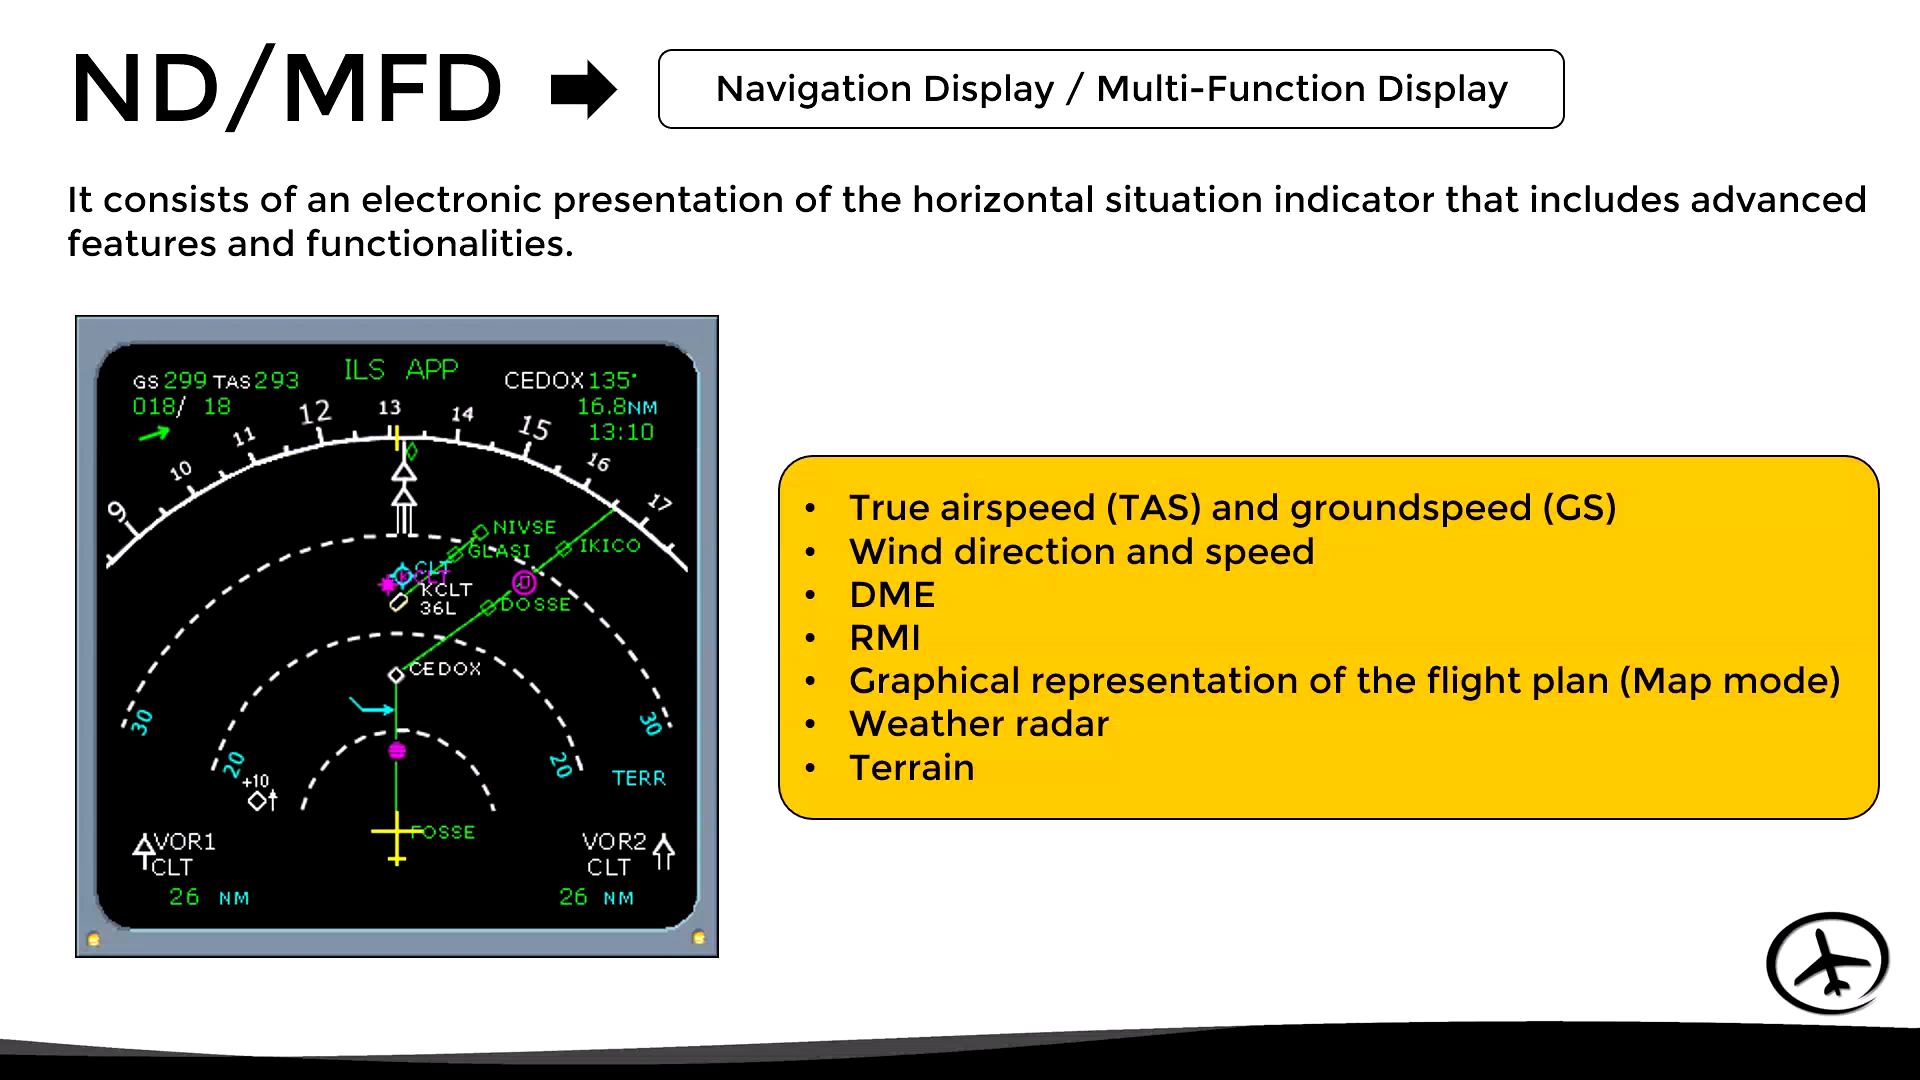 ND/MFD
Navigation Display / Multi-Function Display
It consists of an electronic presentation of the horizontal situation indicator that includes advanced
features and functionalities.
GS 299 TAS 293
ILS APP
CEDOX 135°
018/ 18
16.8NM
13:10
9 10 11 12 13 14 15 16 17
NIVSE
GLASI
IKICO
CLT
KCLT
KCLT
36L
DOSSE
CEDOX
30
30
20
20
+10
TERR
FOSSE
VOR1
CLT
26 NM
VOR2
CLT
26 NM
• True airspeed (TAS) and groundspeed (GS)
• Wind direction and speed
• DME
• RMI
• Graphical representation of the flight plan (Map mode)
• Weather radar
• Terrain